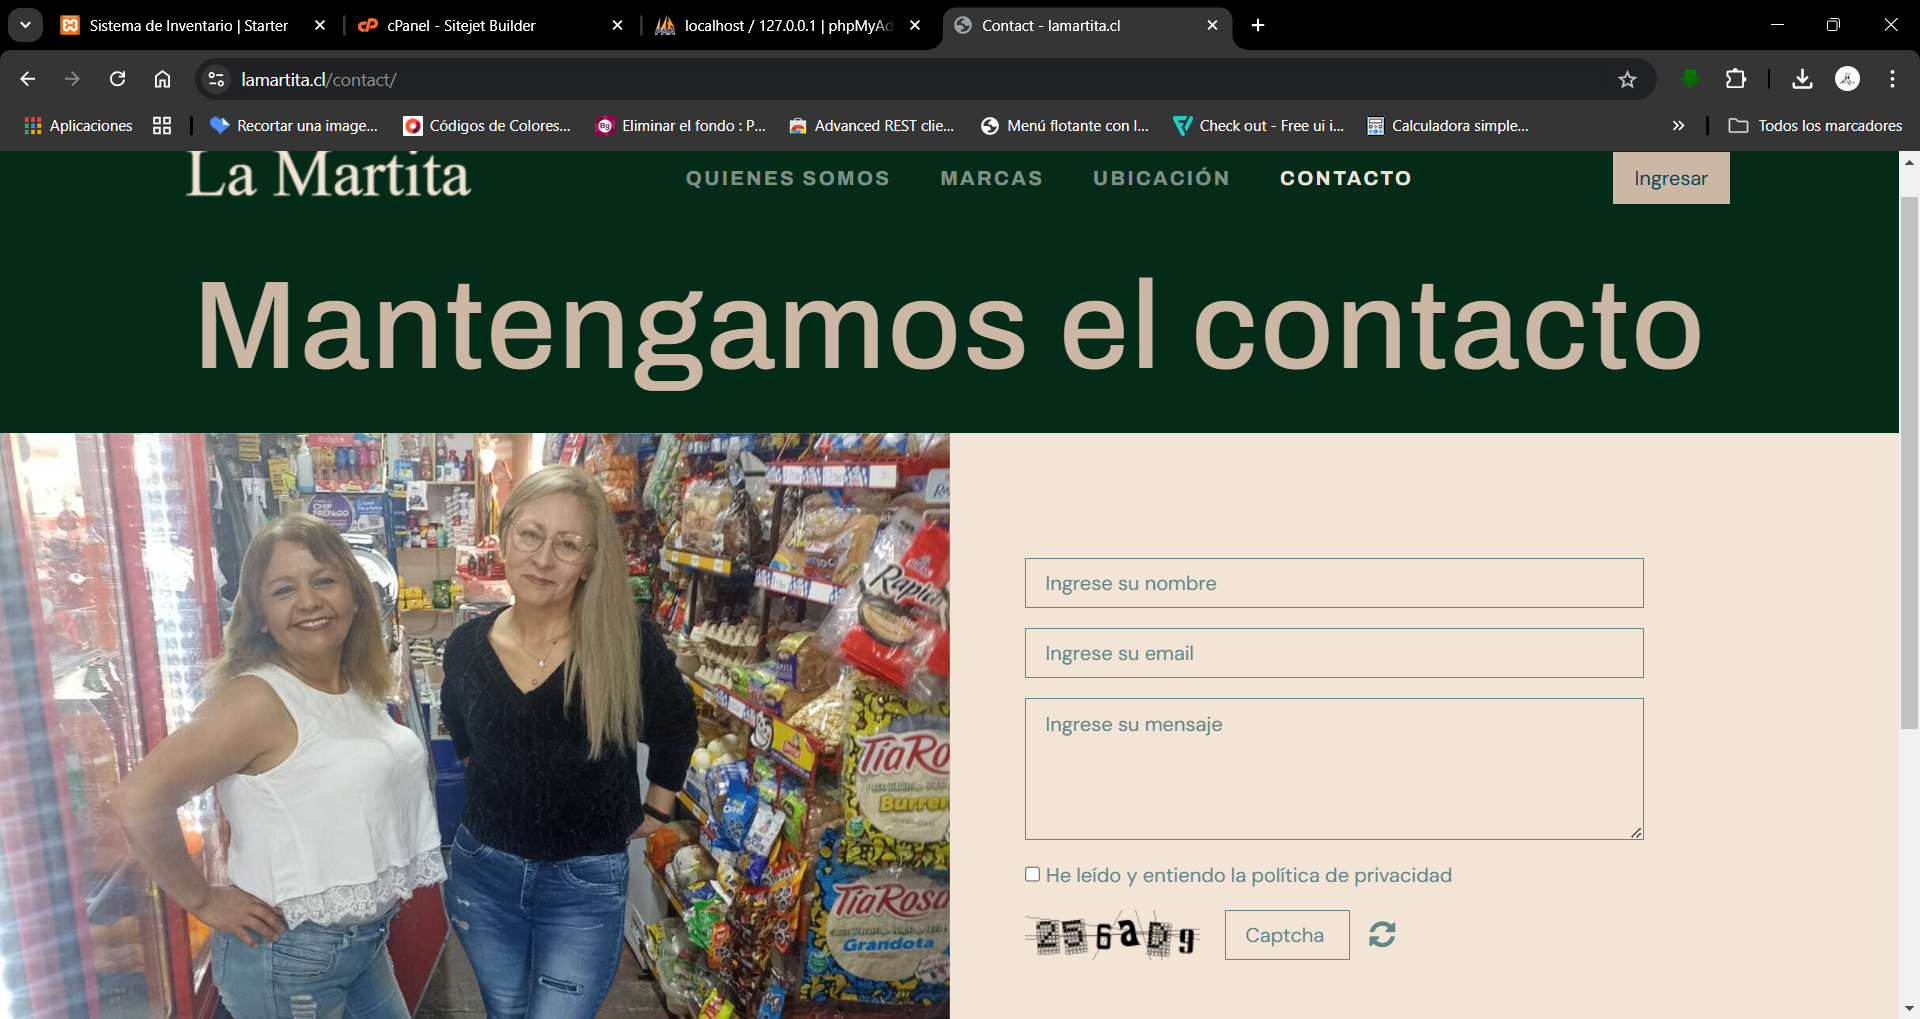 Sistema de Inventario | Starter
cPanel - Sitejet Builder
localhost / 127.0.0.1 | phpMyAd
Contact - lamartita.cl
lamartita.cl/contact/
Aplicaciones
Recortar una image...
Códigos de Colores...
Eliminar el fondo : P...
Advanced REST clie...
Menú flotante con l...
Check out - Free ui i...
Calculadora simple...
Todos los marcadores
La Martita
QUIENES SOMOS
MARCAS
UBICACIÓN
CONTACTO
Ingresar
Mantengamos el contacto
CHIP
PREPAGO
Rapid
TíaRo
Burrer
TíaRosa
Grandota
Ingrese su nombre
Ingrese su email
Ingrese su mensaje
He leído y entiendo la política de privacidad
256aDg
Captcha